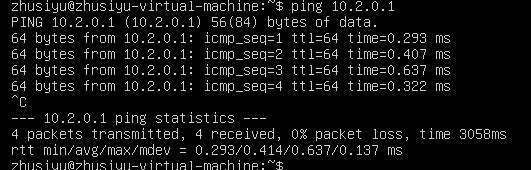 zhusiyu@zhusiyu-virtual-machine:~$ ping 10.2.0.1
PING 10.2.0.1 (10.2.0.1) 56(84) bytes of data.
64 bytes from 10.2.0.1: icmp_seq=1 ttl=64 time=0.293 ms
64 bytes from 10.2.0.1: icmp_seq=2 ttl=64 time=0.407 ms
64 bytes from 10.2.0.1: icmp_seq=3 ttl=64 time=0.637 ms
64 bytes from 10.2.0.1: icmp_seq=4 ttl=64 time=0.322 ms
^C
--- 10.2.0.1 ping statistics ---
4 packets transmitted, 4 received, 0% packet loss, time 3058ms
rtt min/avg/max/mdev = 0.293/0.414/0.637/0.137 ms
zhusiyu@zhusiyu-virtual-machine:~$